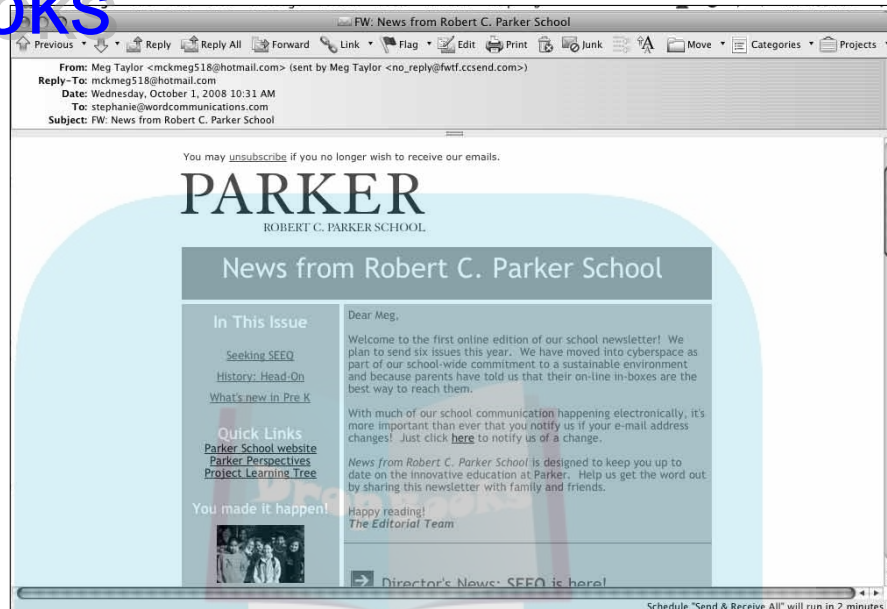 OKS
FW: News from Robert C. Parker School
Previous Reply Reply All Forward Link Flag Edit Print Junk Move Categories Projects
From: Meg Taylor <mckmeg518@hotmail.com> (sent by Meg Taylor <no_reply@fwtf.ccsend.com>)
Reply-To: mckmeg518@hotmail.com
Date: Wednesday, October 1, 2008 10:31 AM
To: stephanie@wordcommunications.com
Subject: FW: News from Robert C. Parker School
You may unsubscribe if you no longer wish to receive our emails.
PARKER
ROBERT C. PARKER SCHOOL
News from Robert C. Parker School
In This Issue
Seeking SEEQ
History: Head-On
What's new in Pre K
Quick Links
Parker School website
Parker Perspectives
Project Learning Tree
You made it happen!
Dear Meg,
Welcome to the first online edition of our school newsletter! We
plan to send six issues this year. We have moved into cyberspace as
part of our school-wide commitment to a sustainable environment
and because parents have told us that their on-line in-boxes are the
best way to reach them.
With much of our school communication happening electronically, it's
more important than ever that you notify us if your e-mail address
changes! Just click here to notify us of a change.
News from Robert C. Parker School is designed to keep you up to
date on the innovative education at Parker. Help us get the word out
by sharing this newsletter with family and friends.
Happy reading!
The Editorial Team
Director's News: SEEQ is here!
DropBooks
Schedule "Send & Receive All" will run in 2 minutes